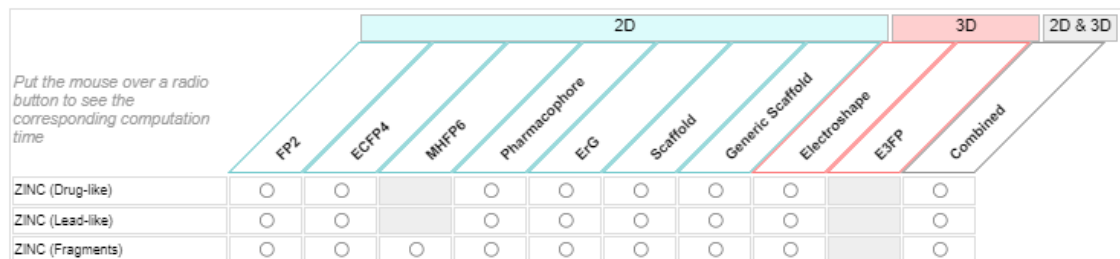 2D
3D
2D & 3D
Put the mouse over a radio
button to see the
corresponding computation
time
FP2
ECFP4
MHFP6
Pharmacophore
ErG
Scaffold
Generic Scaffold
Electroshape
E3FP
Combined
ZINC (Drug-like)
ZINC (Lead-like)
ZINC (Fragments)